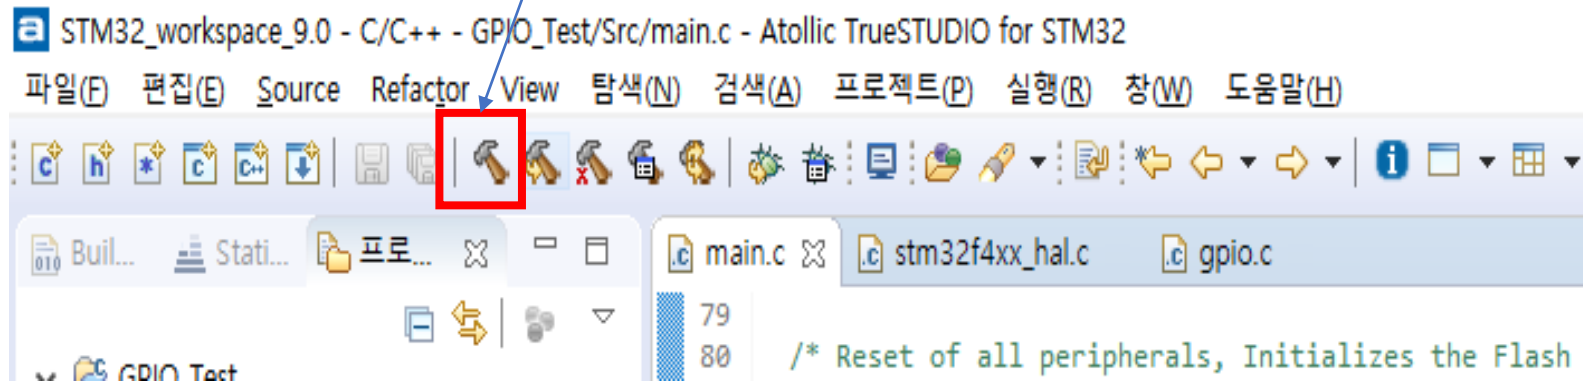 STM32_workspace_9.0 - C/C++ - GPIO_Test/Src/main.c - Atollic TrueSTUDIO for STM32
파일(F) 편집(E) Source Refactor View 탐색(N) 검색(A) 프로젝트(P) 실행(R) 창(W) 도움말(H)
Buil... Stati... 프로... main.c stm32f4xx_hal.c gpio.c
79
80 /* Reset of all peripherals, Initializes the Flash
GPIO_Test